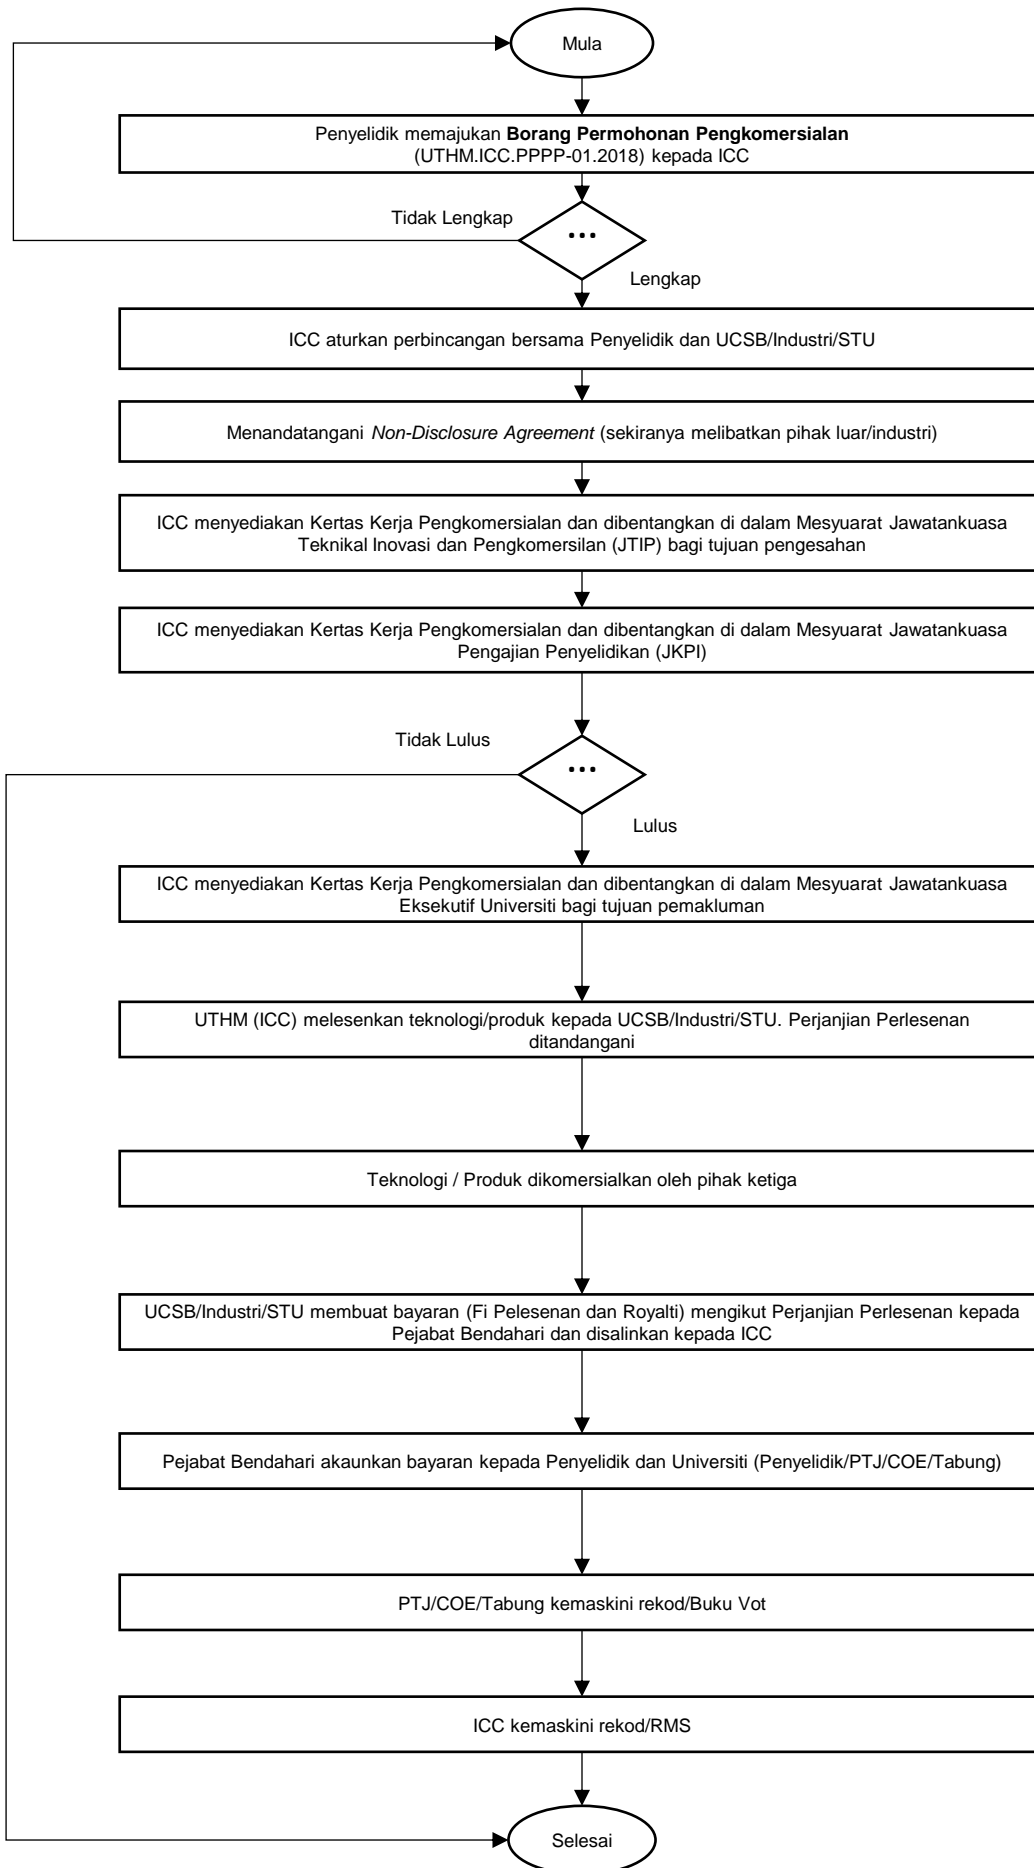 Mula
Penyelidik memajukan Borang Permohonan Pengkomersialan
(UTHM.ICC.PPPP-01.2018) kepada ICC
Tidak Lengkap
...
Lengkap
ICC aturkan perbincangan bersama Penyelidik dan UCSB/Industri/STU
Menandatangani Non-Disclosure Agreement (sekiranya melibatkan pihak luar/industri)
ICC menyediakan Kertas Kerja Pengkomersialan dan dibentangkan di dalam Mesyuarat Jawatankuasa
Teknikal Inovasi dan Pengkomersilan (JTIP) bagi tujuan pengesahan
ICC menyediakan Kertas Kerja Pengkomersialan dan dibentangkan di dalam Mesyuarat Jawatankuasa
Pengajian Penyelidikan (JKPI)
Tidak Lulus
...
Lulus
ICC menyediakan Kertas Kerja Pengkomersialan dan dibentangkan di dalam Mesyuarat Jawatankuasa
Eksekutif Universiti bagi tujuan pemakluman
UTHM (ICC) melesenkan teknologi/produk kepada UCSB/Industri/STU. Perjanjian Perlesenan
ditandangani
Teknologi / Produk dikomersialkan oleh pihak ketiga
UCSB/Industri/STU membuat bayaran (Fi Pelesenan dan Royalti) mengikut Perjanjian Perlesenan kepada
Pejabat Bendahari dan disalinkan kepada ICC
Pejabat Bendahari akaunkan bayaran kepada Penyelidik dan Universiti (Penyelidik/PTJ/COE/Tabung)
PTJ/COE/Tabung kemaskini rekod/Buku Vot
ICC kemaskini rekod/RMS
Selesai